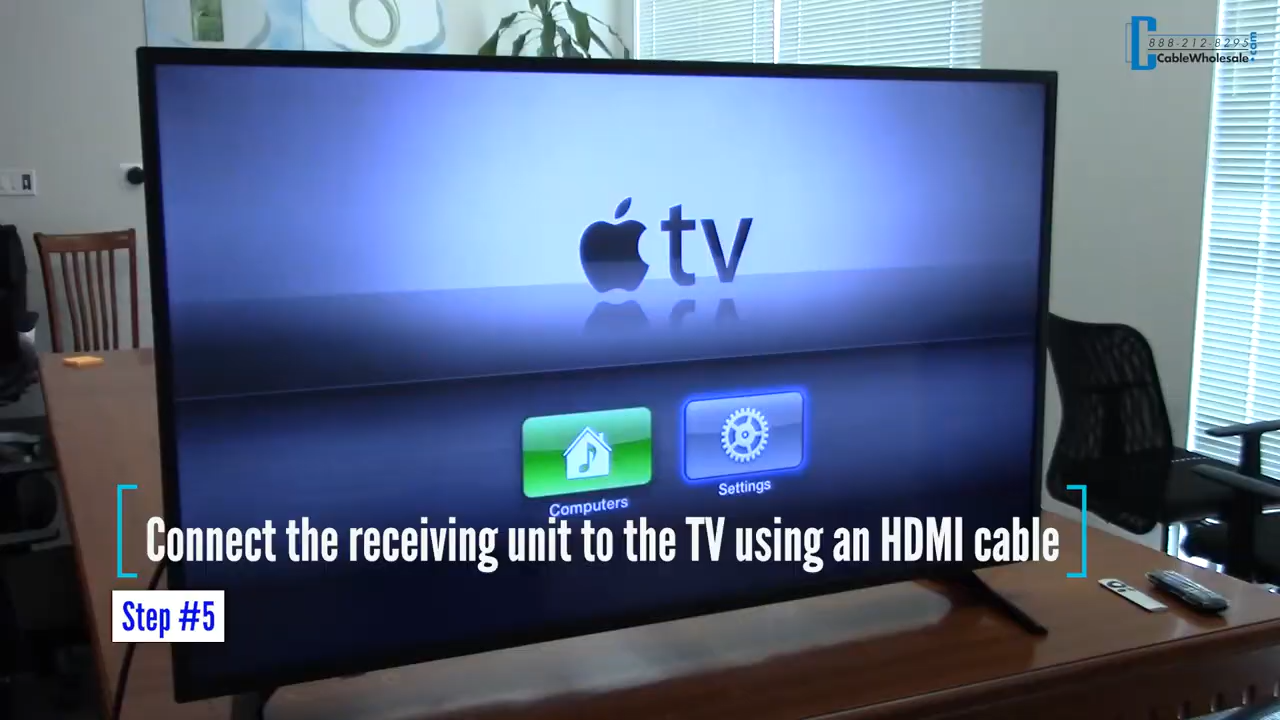 888-212-8295
CableWholesale.com
tv
Computers
Settings
Connect the receiving unit to the TV using an HDMI cable
Step #5